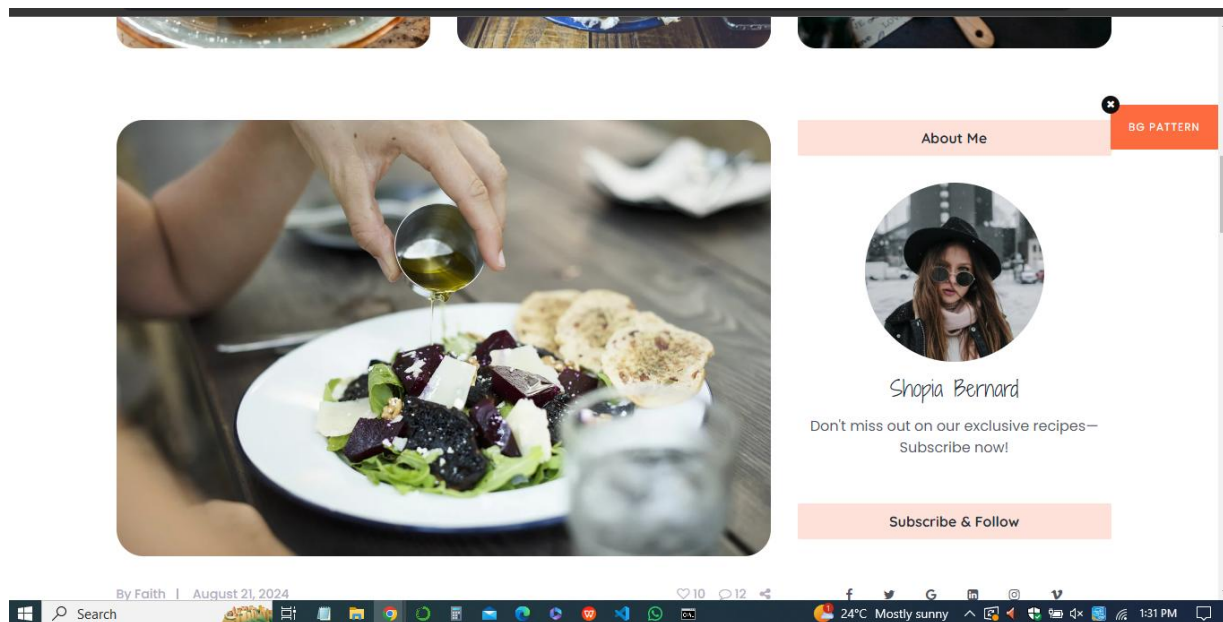 About Me
BG PATTERN
Shopia Bernard
Don't miss out on our exclusive recipes—
Subscribe now!
Subscribe & Follow
By Faith | August 21, 2024
10 12
Search
24°C Mostly sunny
1:31 PM